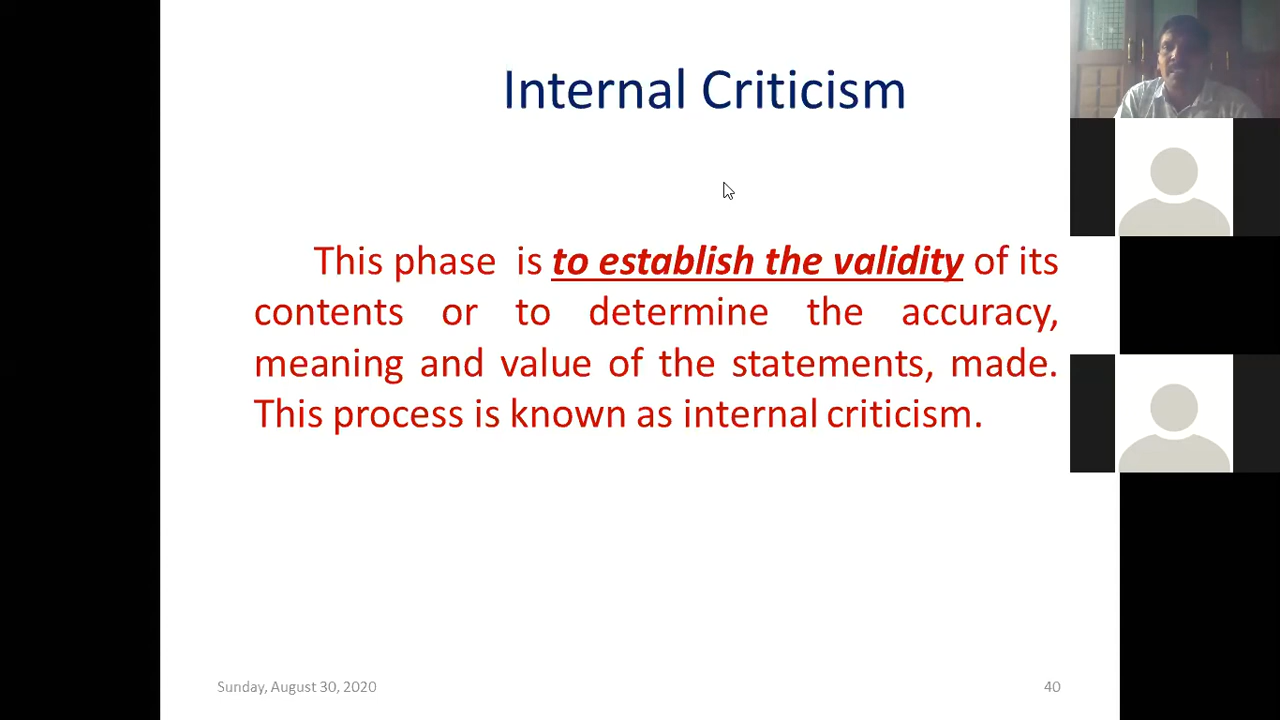 Internal Criticism
This phase is to establish the validity of its
contents or to determine the accuracy,
meaning and value of the statements, made.
This process is known as internal criticism.
Sunday, August 30, 2020
40